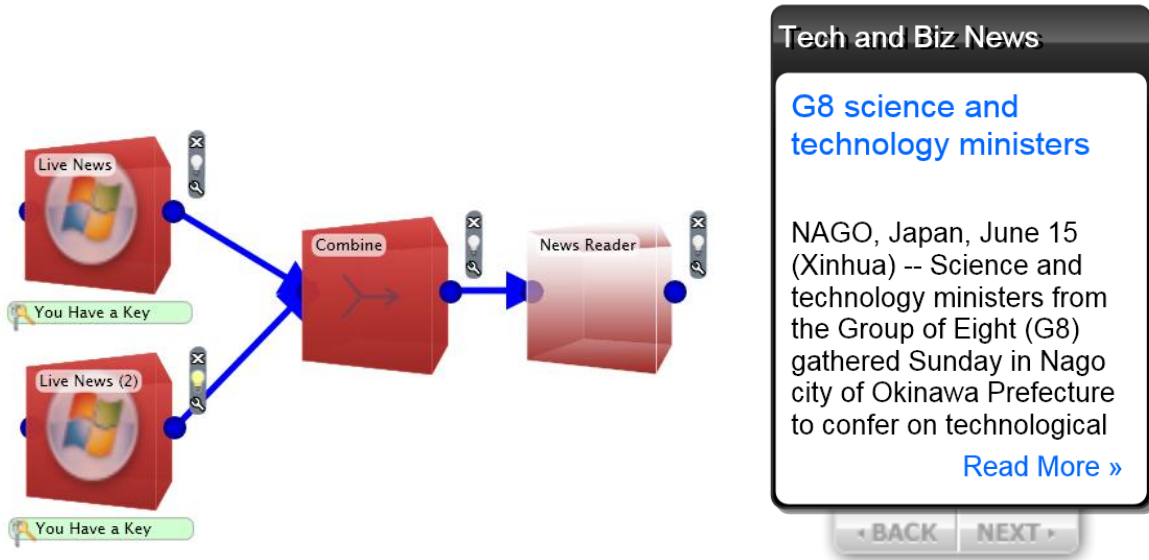 Live News
You Have a Key
Live News (2)
You Have a Key
Combine
News Reader
Tech and Biz News
G8 science and
technology ministers
NAGO, Japan, June 15
(Xinhua) -- Science and
technology ministers from
the Group of Eight (G8)
gathered Sunday in Nago
city of Okinawa Prefecture
to confer on technological
Read More »
BACK
NEXT